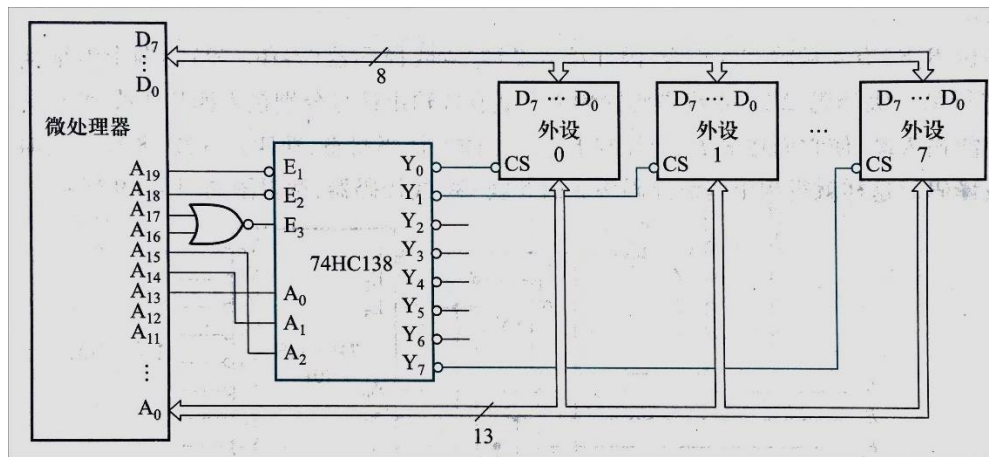 微处理器
D7
⋮
D0
A19
A18
A17
A16
A15
A14
A13
A12
A11
⋮
A0
8
13
E1
E2
E3
74HC138
A0
A1
A2
Y0
Y1
Y2
Y3
Y4
Y5
Y6
Y7
D7 ⋯ D0
外设
0
CS
D7 ⋯ D0
外设
1
CS
⋯
D7 ⋯ D0
外设
7
CS